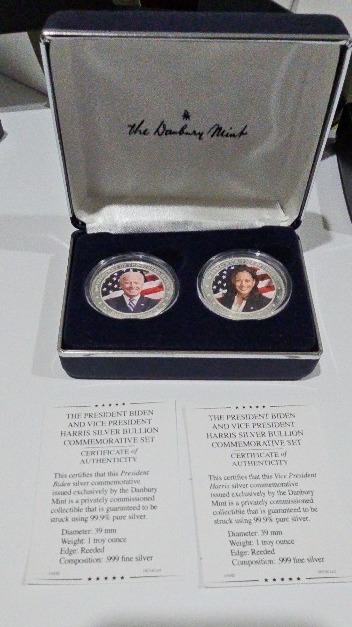 the Danbury Mint
THE PRESIDENT BIDEN
AND VICE PRESIDENT
HARRIS SILVER BULLION
COMMEMORATIVE SET
CERTIFICATE of
AUTHENTICITY
This certifies that this President
Biden silver commemorative
issued exclusively by the Danbury
Mint is a privately commissioned
collectible that is guaranteed to be
struck using 99.9% pure silver.
Diameter: 39 mm
Weight: 1 troy ounce
Edge: Reeded
Composition: .999 fine silver
THE PRESIDENT BIDEN
AND VICE PRESIDENT
HARRIS SILVER BULLION
COMMEMORATIVE SET
CERTIFICATE of
AUTHENTICITY
This certifies that this Vice President
Harris silver commemorative
issued exclusively by the Danbury
Mint is a privately commissioned
collectible that is guaranteed to be
struck using 99.9% pure silver.
Diameter: 39 mm
Weight: 1 troy ounce
Edge: Reeded
Composition: .999 fine silver